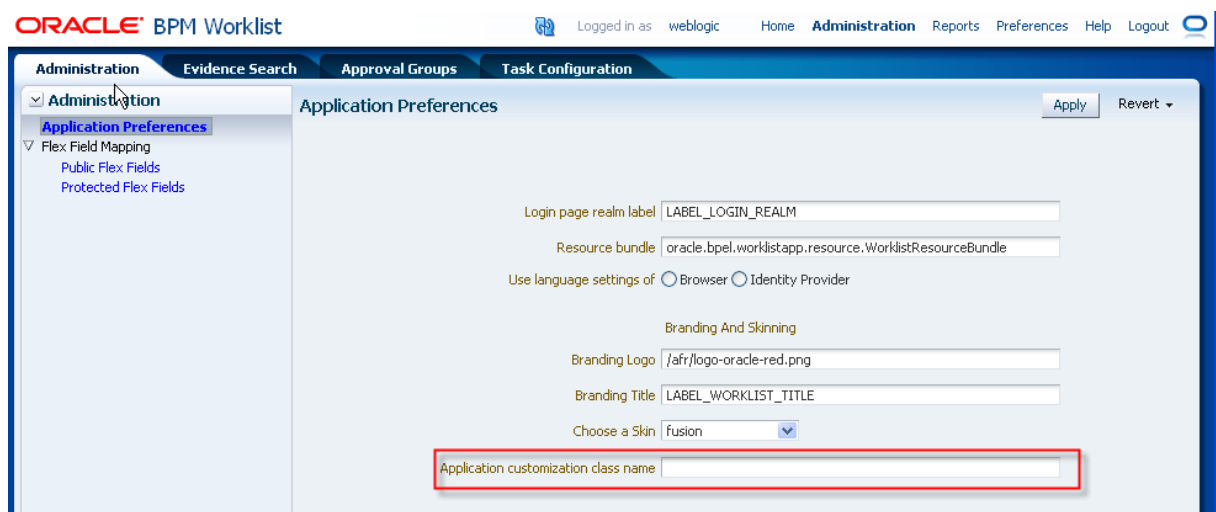 ORACLE BPM Worklist Logged in as weblogic Home Administration Reports Preferences Help Logout
Administration Evidence Search Approval Groups Task Configuration
Administration
Application Preferences
Flex Field Mapping
Public Flex Fields
Protected Flex Fields
Application Preferences Apply Revert
Login page realm label LABEL_LOGIN_REALM
Resource bundle oracle.bpel.worklistapp.resource.WorklistResourceBundle
Use language settings of Browser Identity Provider
Branding And Skinning
Branding Logo /afr/logo-oracle-red.png
Branding Title LABEL_WORKLIST_TITLE
Choose a Skin fusion
Application customization class name